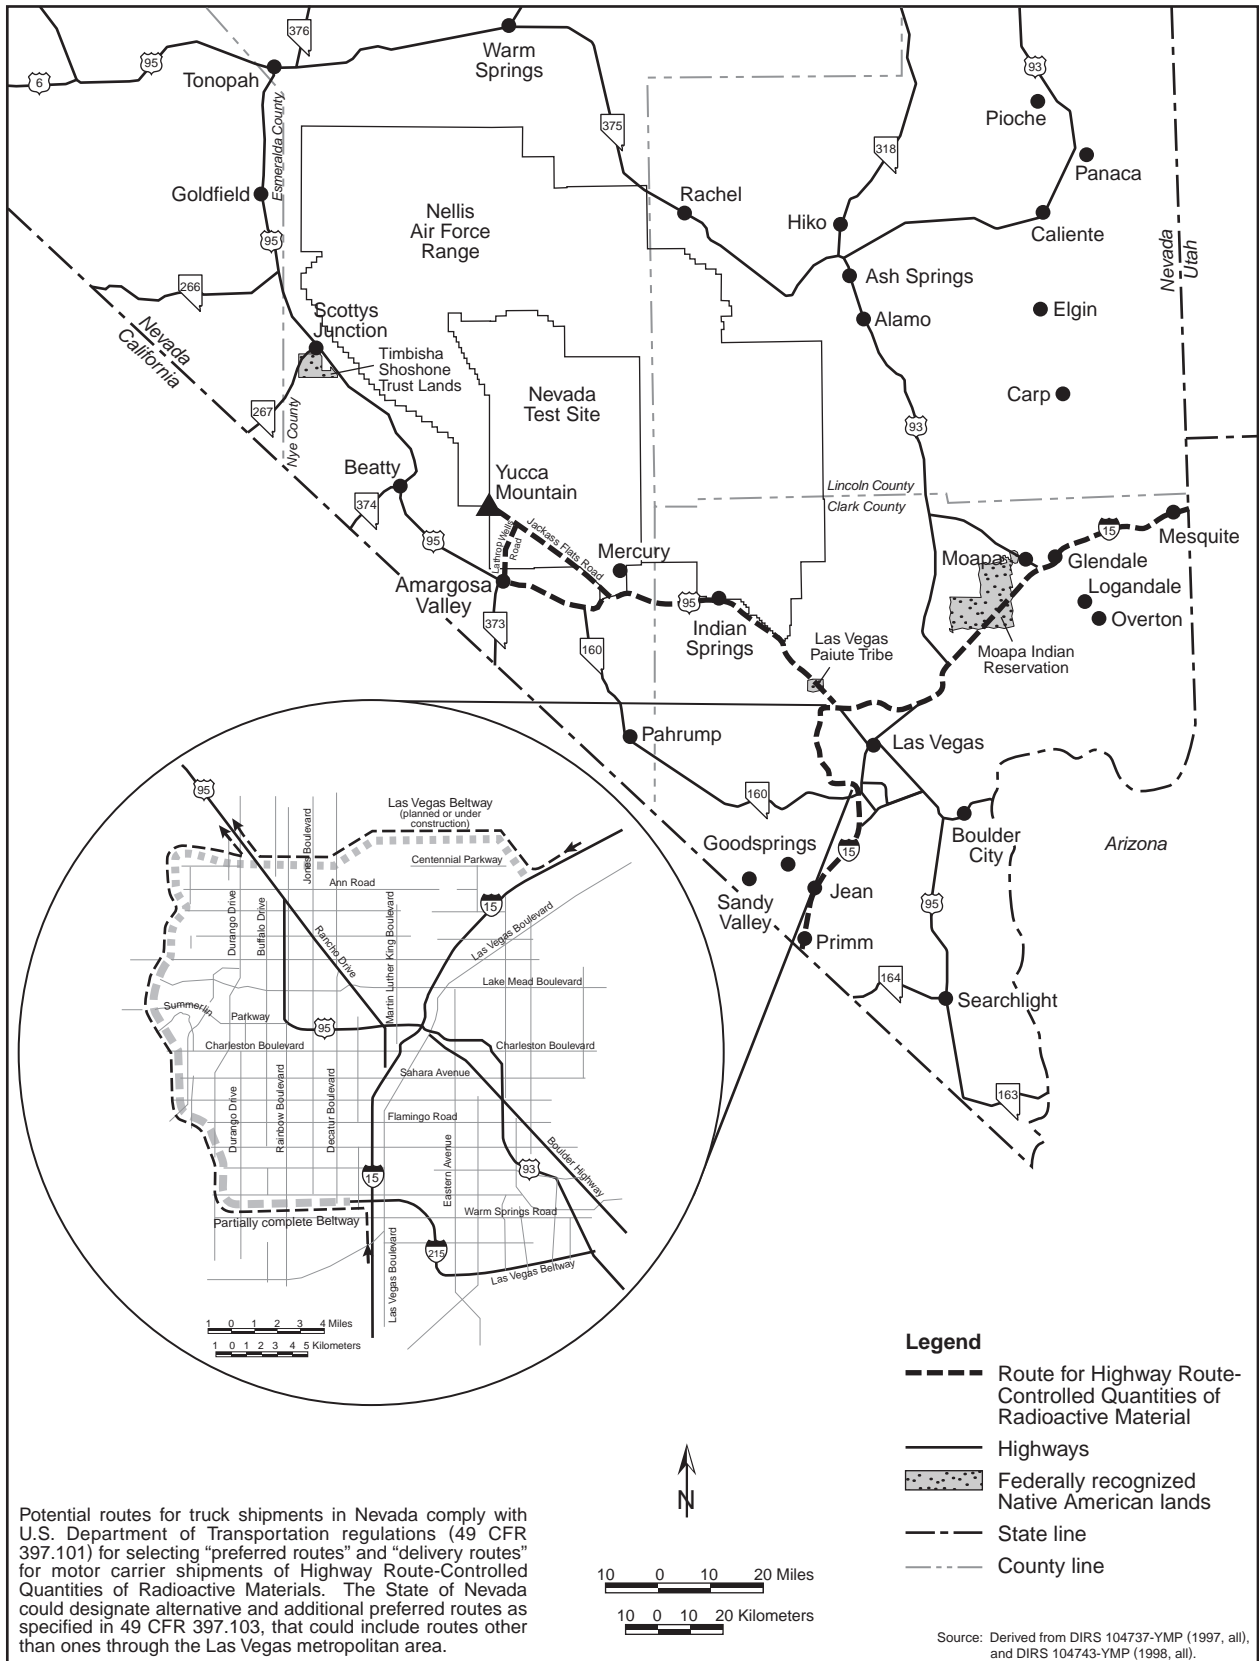 376
6
95
Tonopah
Warm
Springs
93
Pioche
Panaca
375
318
Esmeralda County
Goldfield
95
Nellis
Air Force
Range
Rachel
Hiko
Caliente
Nevada
Utah
266
Ash Springs
Alamo
Elgin
Nevada
California
Scottys
Junction
Timbisha
Shoshone
Trust Lands
Nevada
Test Site
Carp
267
Nye County
93
Beatty
Yucca
Mountain
Lincoln County
Clark County
374
95
Lathrop Wells
Road
Jackass Flats Road
Mercury
15
Mesquite
Moapa
Glendale
Logandale
Overton
Amargosa
Valley
95
Indian
Springs
373
160
Las Vegas
Paiute Tribe
Moapa Indian
Reservation
Pahrump
Las Vegas
160
Boulder
City
Arizona
Goodsprings
15
Sandy
Valley
Jean
95
Primm
164
Searchlight
163
95
Las Vegas Beltway
(planned or under
construction)
Jones Boulevard
Centennial Parkway
Ann Road
15
Durango Drive
Buffalo Drive
Rancho Drive
Martin Luther King Boulevard
Las Vegas Boulevard
Lake Mead Boulevard
Summerlin
Parkway
95
Charleston Boulevard
Charleston Boulevard
Sahara Avenue
Durango Drive
Rainbow Boulevard
Decatur Boulevard
Flamingo Road
Eastern Avenue
Boulder Highway
93
15
Warm Springs Road
Partially complete Beltway
215
Las Vegas Boulevard
Las Vegas Beltway
1 0 1 2 3 4 Miles
1 0 1 2 3 4 5 Kilometers
Legend
Route for Highway Route-
Controlled Quantities of
Radioactive Material
Highways
Federally recognized
Native American lands
State line
County line
N
10 0 10 20 Miles
10 0 10 20 Kilometers
Potential routes for truck shipments in Nevada comply with
U.S. Department of Transportation regulations (49 CFR
397.101) for selecting “preferred routes” and “delivery routes”
for motor carrier shipments of Highway Route-Controlled
Quantities of Radioactive Materials. The State of Nevada
could designate alternative and additional preferred routes as
specified in 49 CFR 397.103, that could include routes other
than ones through the Las Vegas metropolitan area.
Source: Derived from DIRS 104737-YMP (1997, all),
and DIRS 104743-YMP (1998, all).